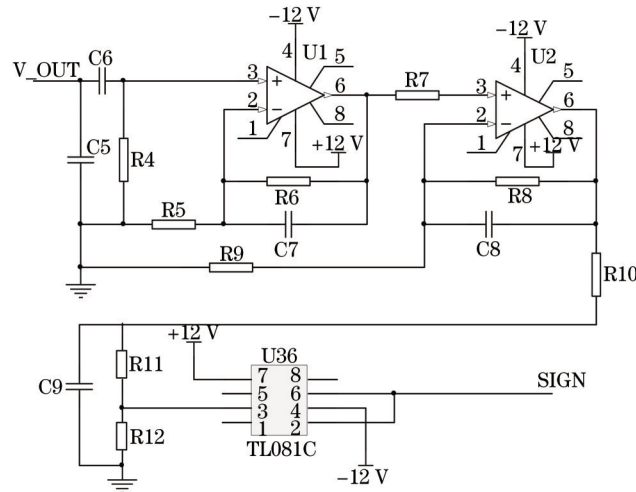 −12 V
−12 V
C6
4
U1
5
4
U2
5
V_OUT
3
+
6
R7
3
+
6
2
−
2
−
8
8
1
7
+12 V
1
7
+12 V
C5
R4
R6
R8
R5
C7
C8
R9
R10
+12 V
U36
R11
7
8
SIGN
C9
5
6
3
4
R12
1
2
TL081C
−12 V